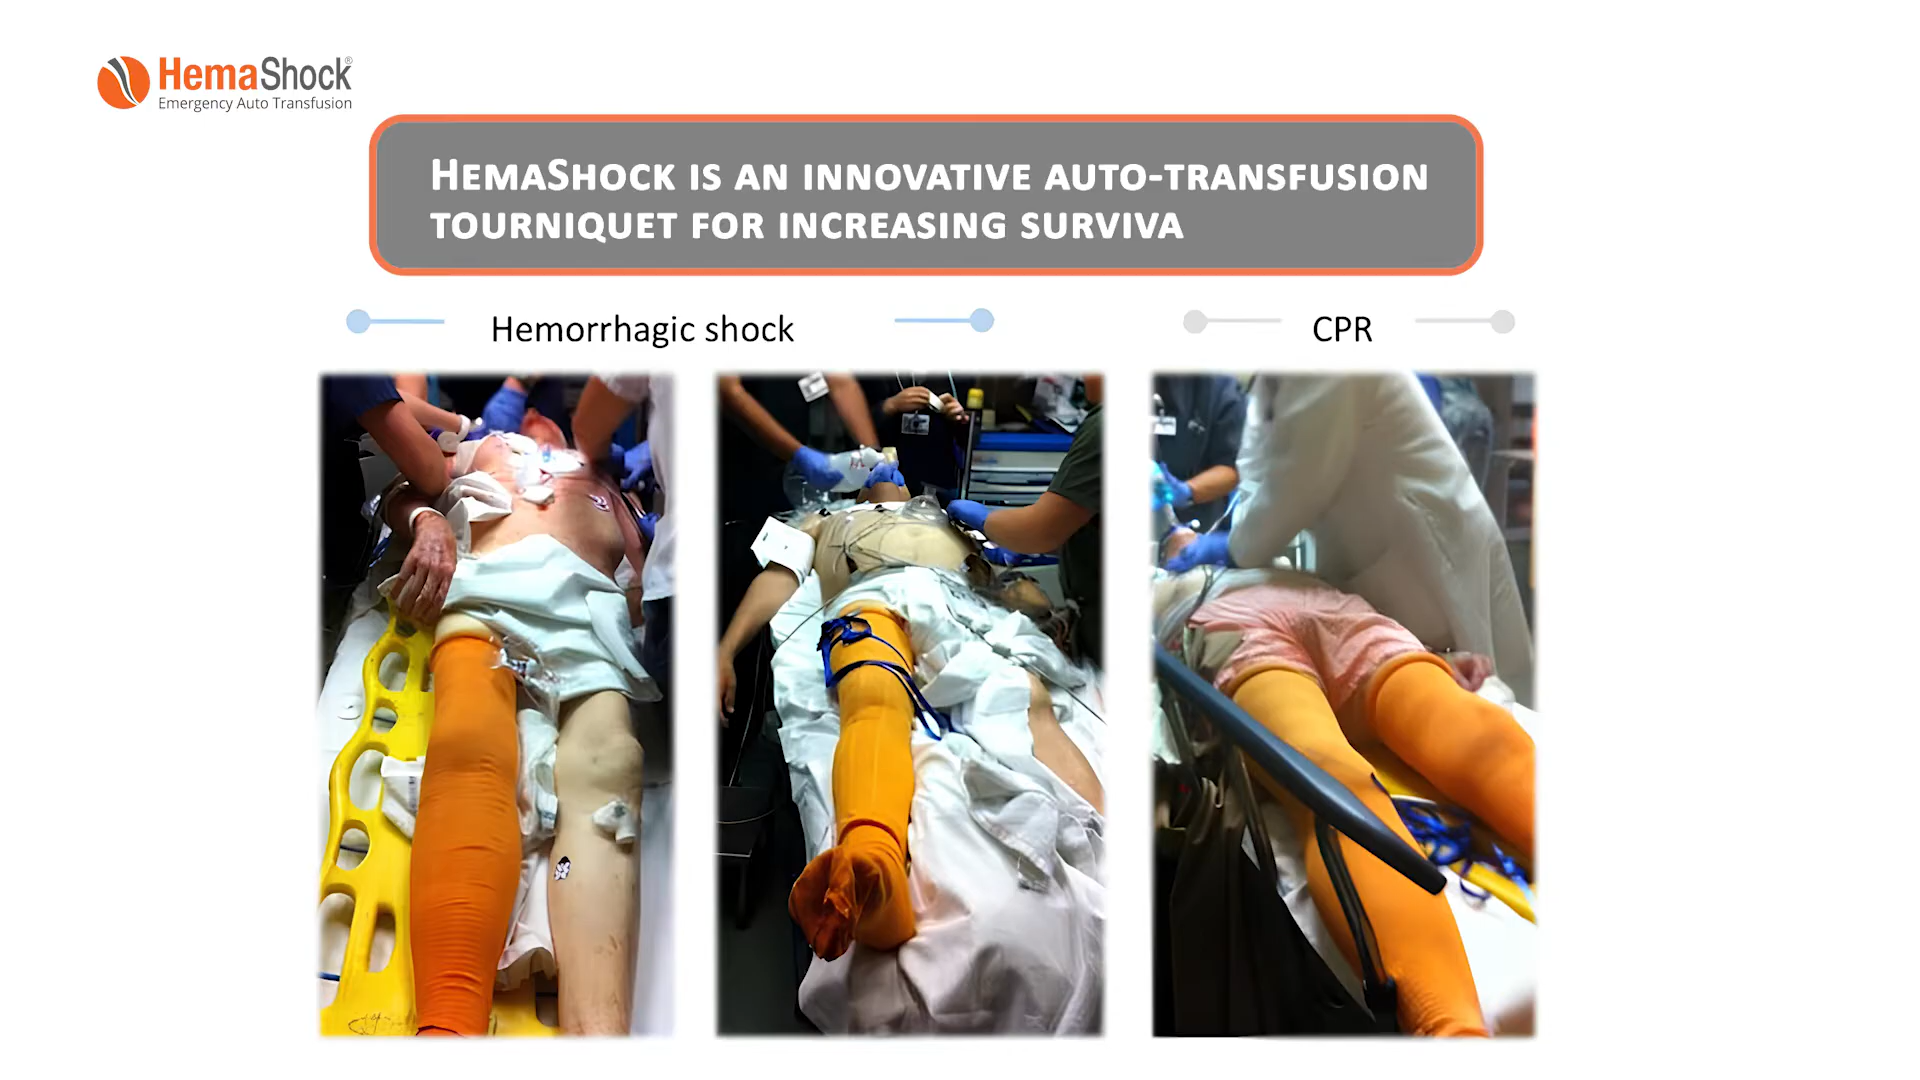 HemaShock®
Emergency Auto Transfusion
HEMASHOCK IS AN INNOVATIVE AUTO-TRANSFUSION
TOURNIQUET FOR INCREASING SURVIVA
Hemorrhagic shock
CPR